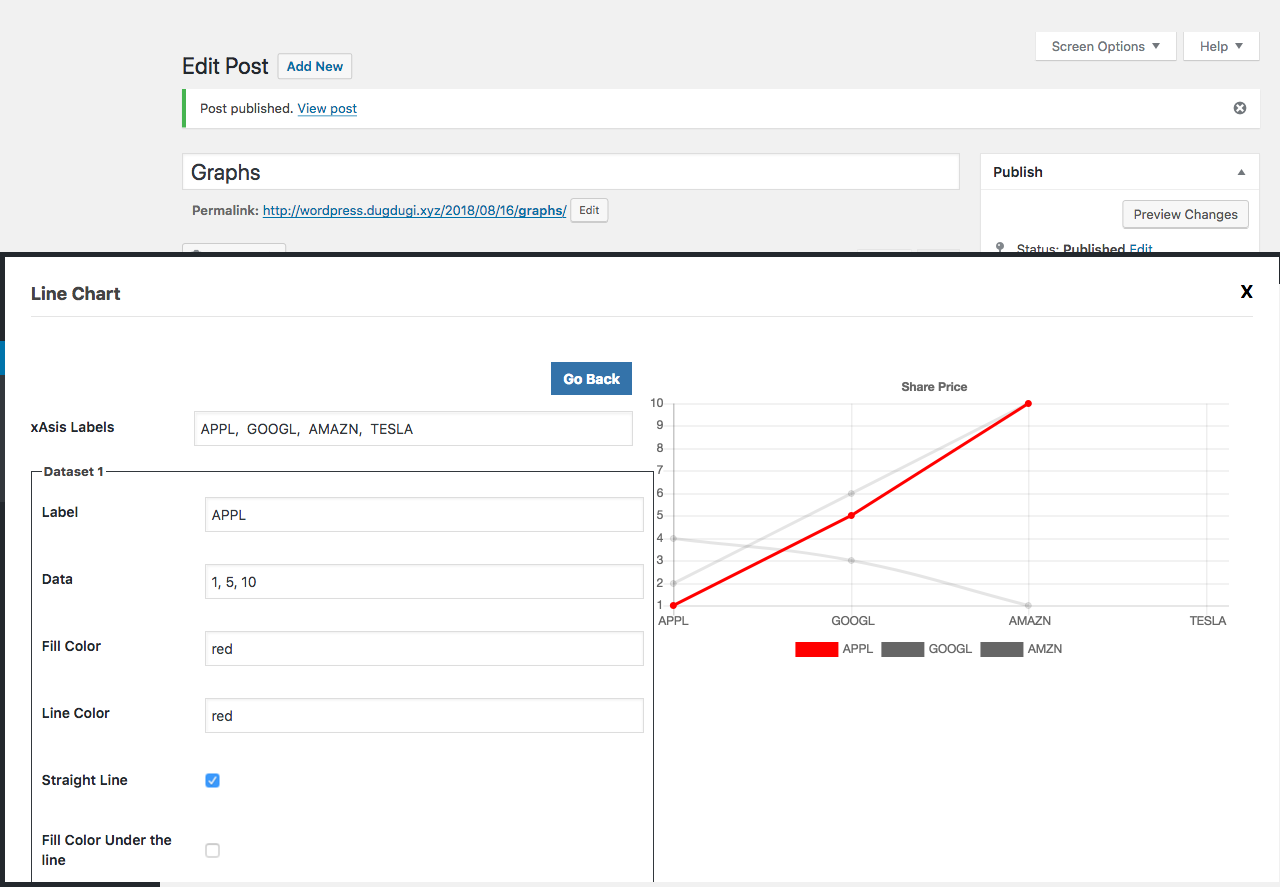 Screen Options
Help
Edit Post Add New
Post published. View post
Graphs
Permalink: http://wordpress.dugdugi.xyz/2018/08/16/graphs/ Edit
Publish
Preview Changes
Status: Published Edit
Line Chart
X
Go Back
xAsis Labels APPL, GOOGL, AMAZN, TESLA
Dataset 1
Label APPL
Data 1, 5, 10
Fill Color red
Line Color red
Straight Line
Fill Color Under the
line
Share Price
10
9
8
7
6
5
4
3
2
1
APPL GOOGL AMAZN TESLA
APPL GOOGL AMZN